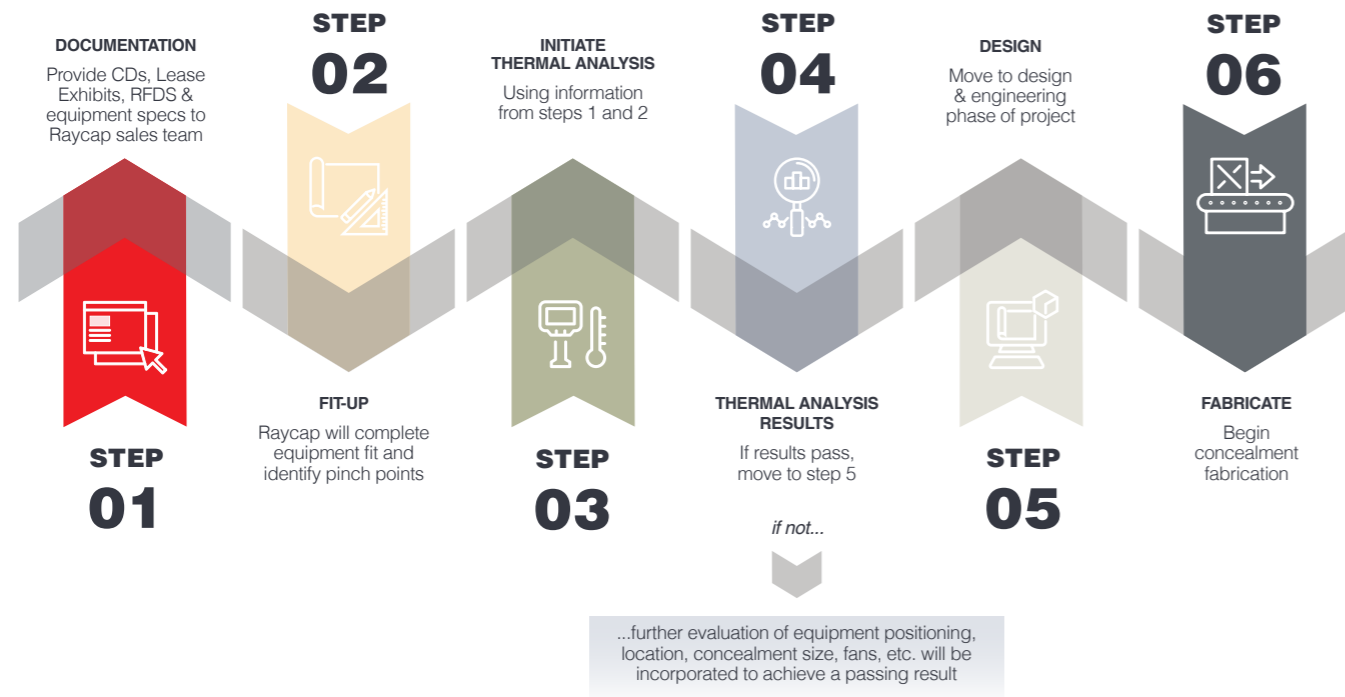 DOCUMENTATION
Provide CDs, Lease
Exhibits, RFDS &
equipment specs to
Raycap sales team
STEP
01
STEP
02
FIT-UP
Raycap will complete
equipment fit and
identify pinch points
INITIATE
THERMAL ANALYSIS
Using information
from steps 1 and 2
STEP
03
STEP
04
THERMAL ANALYSIS
RESULTS
If results pass,
move to step 5
if not...
...further evaluation of equipment positioning,
location, concealment size, fans, etc. will be
incorporated to achieve a passing result
DESIGN
Move to design
& engineering
phase of project
STEP
05
STEP
06
FABRICATE
Begin
concealment
fabrication